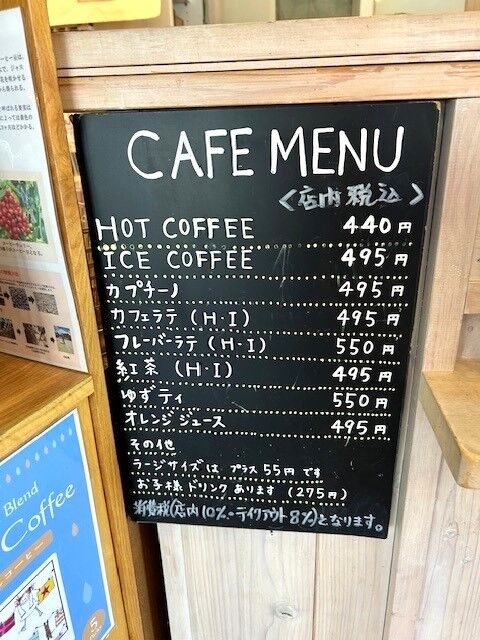 CAFE MENU
<店内 税込>
HOT COFFEE 440円
ICE COFFEE 495円
カプチーノ 495円
カフェラテ (H・I) 495円
フレーバーラテ (H・I) 550円
紅茶 (H・I) 495円
ゆずティ 550円
オレンジジュース 495円
その他
ラージサイズは プラス 55円 です
お子様ドリンクあります (275円)
消費税(店内10%・テイクアウト8%)となります。
Blend
Coffee